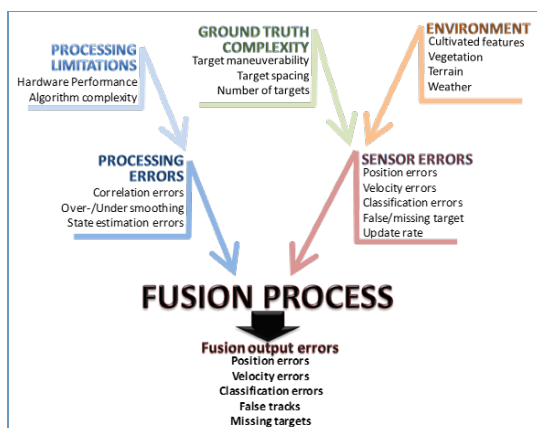 PROCESSING
LIMITATIONS
Hardware Performance
Algorithm complexity
GROUND TRUTH
COMPLEXITY
Target maneuverability
Target spacing
Number of targets
ENVIRONMENT
Cultivated features
Vegetation
Terrain
Weather
PROCESSING
ERRORS
Correlation errors
Over-/Under smoothing
State estimation errors
SENSOR ERRORS
Position errors
Velocity errors
Classification errors
False/missing target
Update rate
FUSION PROCESS
Fusion output errors
Position errors
Velocity errors
Classification errors
False tracks
Missing targets